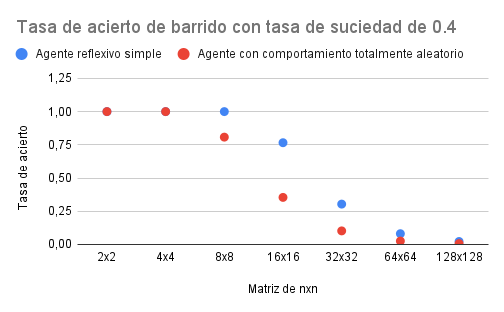 Tasa de acierto de barrido con tasa de suciedad de 0.4
Agente reflexivo simple
Agente con comportamiento totalmente aleatorio
1,25
1,00
0,75
0,50
0,25
0,00
Tasa de acierto
2x2
4x4
8x8
16x16
32x32
64x64
128x128
Matriz de nxn